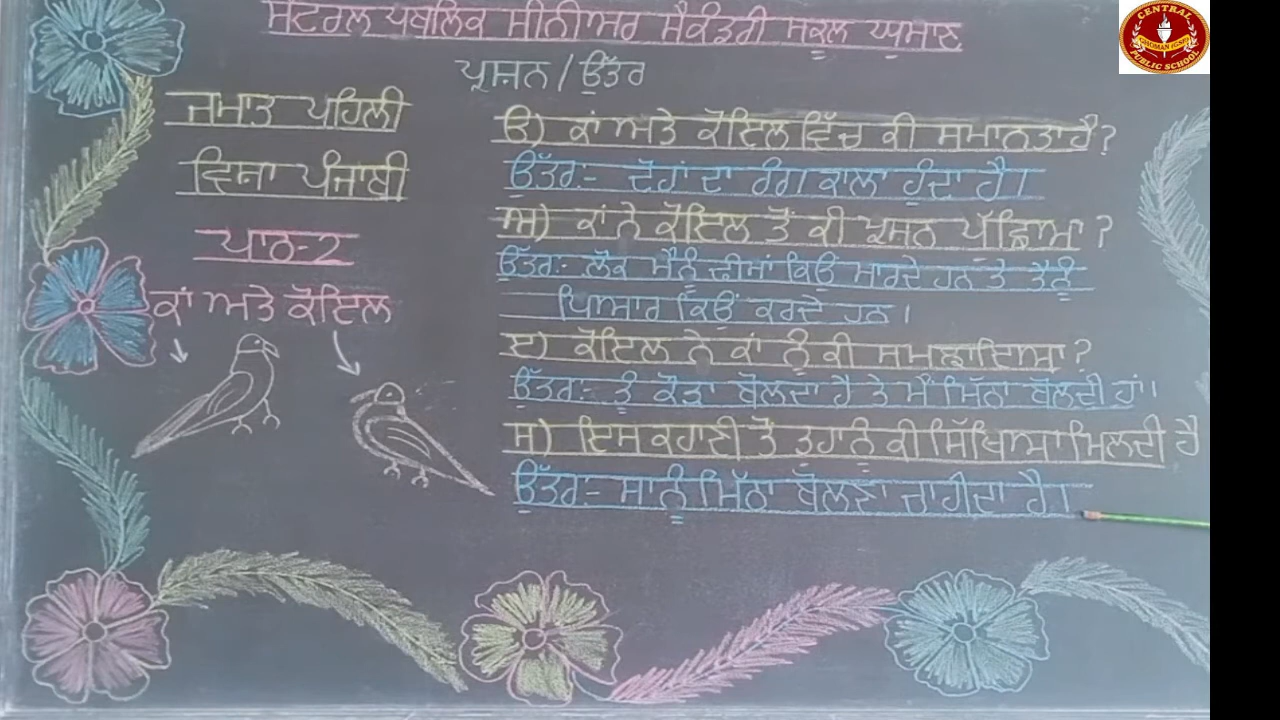 ਸੈਂਟਰਲ ਪਬਲਿਕ ਸੀਨੀਅਰ ਸੈਕੰਡਰੀ ਸਕੂਲ ਘੁਮਾਣ
CENTRAL
GHOMAN (GSP)
PUBLIC SCHOOL
ਪ੍ਰਸ਼ਨ / ਉੱਤਰ
ਜਮਾਤ ਪਹਿਲੀ
ਵਿਸ਼ਾ ਪੰਜਾਬੀ
ਪਾਠ-2
ਕਾਂ ਅਤੇ ਕੋਇਲ
ੳ) ਕਾਂ ਅਤੇ ਕੋਇਲ ਵਿੱਚ ਕੀ ਸਮਾਨਤਾ ਹੈ?
ਉੱਤਰ:- ਦੋਹਾਂ ਦਾ ਰੰਗ ਕਾਲਾ ਹੁੰਦਾ ਹੈ।
ਅ) ਕਾਂ ਨੇ ਕੋਇਲ ਤੋਂ ਕੀ ਪ੍ਰਸ਼ਨ ਪੁੱਛਿਆ ?
ਉੱਤਰ:- ਲੋਕ ਮੈਨੂੰ ਚੀਜਾਂ ਕਿਉਂ ਮਾਰਦੇ ਹਨ ਤੇ ਤੈਨੂੰ
ਪਿਆਰ ਕਿਉਂ ਕਰਦੇ ਹਨ।
ੲ) ਕੋਇਲ ਨੇ ਕਾਂ ਨੂੰ ਕੀ ਸਮਝਾਇਆ ?
ਉੱਤਰ:- ਤੂੰ ਕੌੜਾ ਬੋਲਦਾ ਹੈ ਤੇ ਮੈਂ ਮਿੱਠਾ ਬੋਲਦੀ ਹਾਂ।
ਸ) ਇਸ ਕਹਾਣੀ ਤੋਂ ਤੁਹਾਨੂੰ ਕੀ ਸਿੱਖਿਆ ਮਿਲਦੀ ਹੈ
ਉੱਤਰ:- ਸਾਨੂੰ ਮਿੱਠਾ ਬੋਲਣਾ ਚਾਹੀਦਾ ਹੈ।